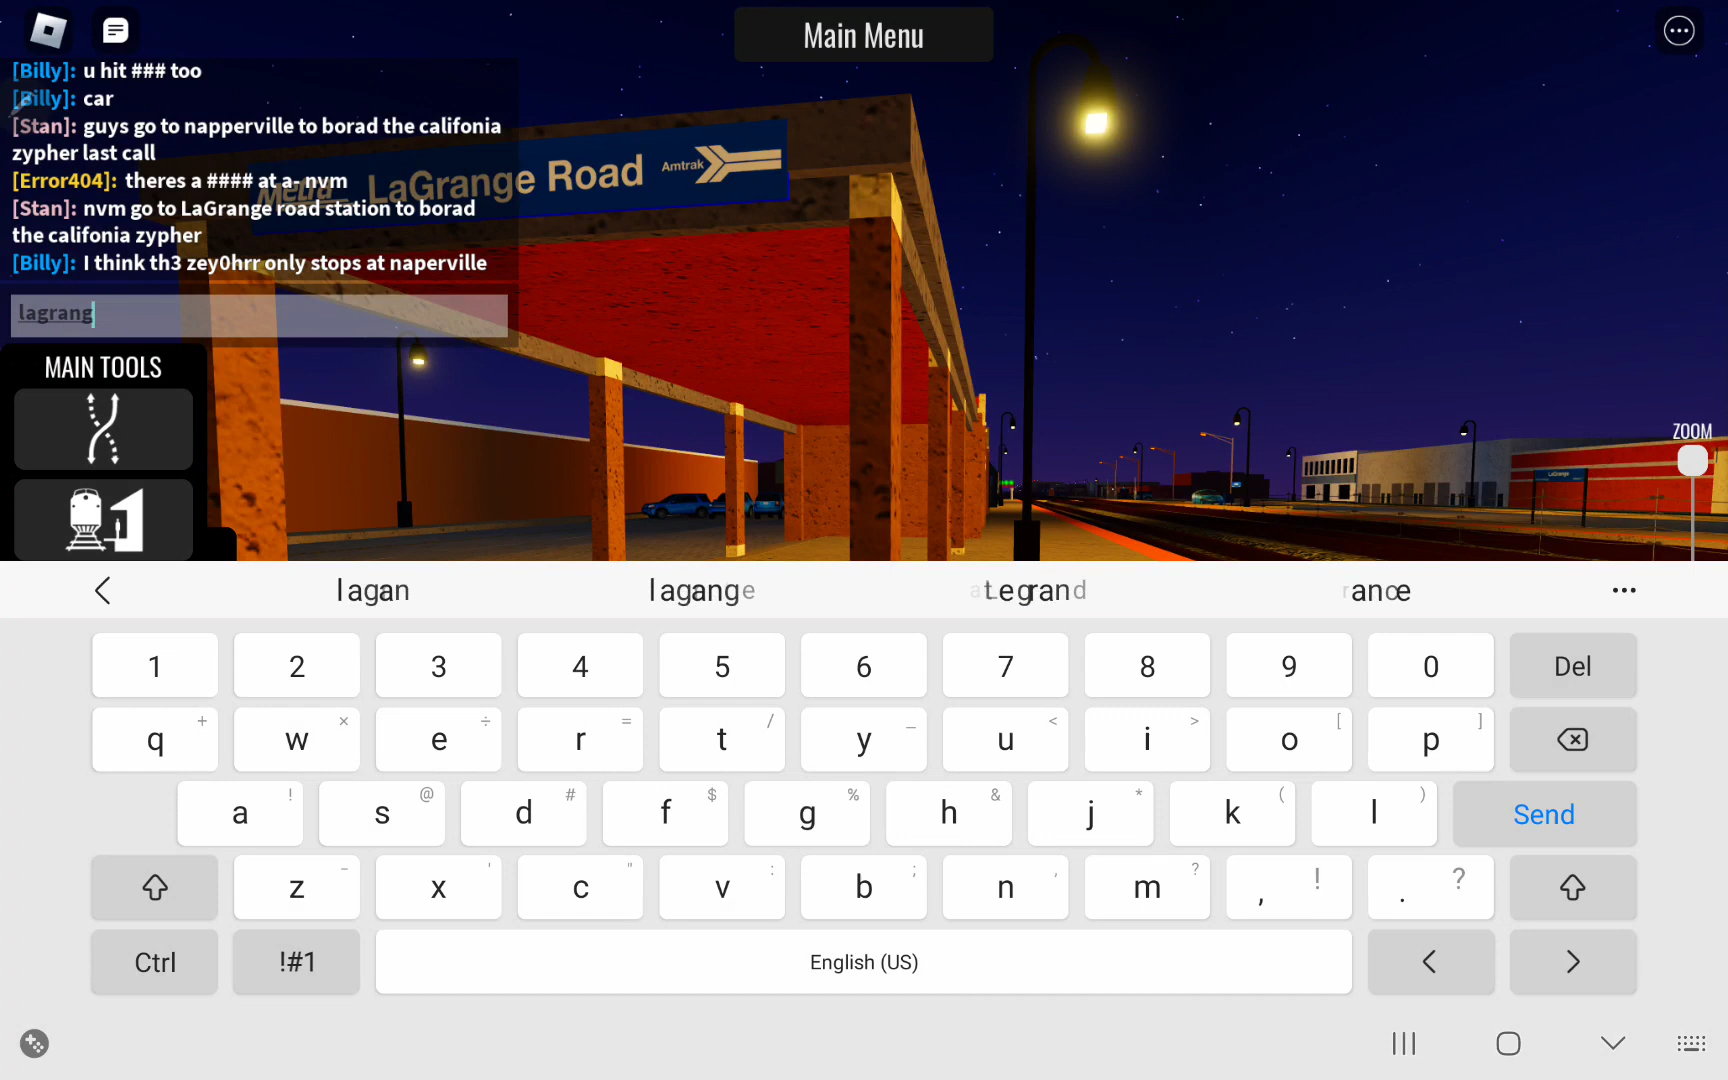 Main Menu
[Billy]: u hit ### too
[Billy]: car
[Stan]: guys go to napperville to borad the califonia
zypher last call
[Error404]: theres a #### at a- nvm
[Stan]: nvm go to LaGrange road station to borad
the califonia zypher
[Billy]: I think th3 zey0hrr only stops at naperville
Metra LaGrange Road Amtrak
lagrang
MAIN TOOLS
ZOOM
LaGrange
lagan
1 2 3 4 5 6 7 8 9 0 Del
q + w × e ÷ r = t / y _ u < i > o [ p ]
a ! s @ d # f $ g % h & j * k ( l ) Send
z - x ' c " v : b ; n , m ? , ! . ?
Ctrl !#1 English (US) < >